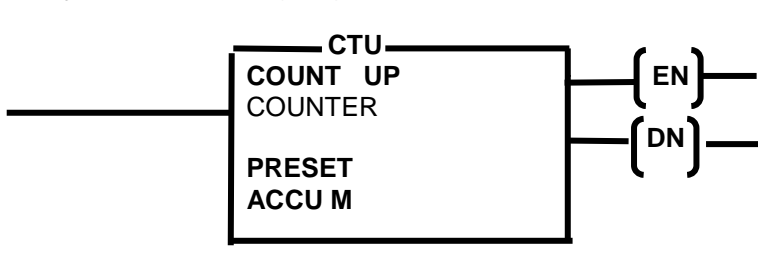 CTU
COUNT UP
EN
COUNTER
DN
PRESET
ACCU M